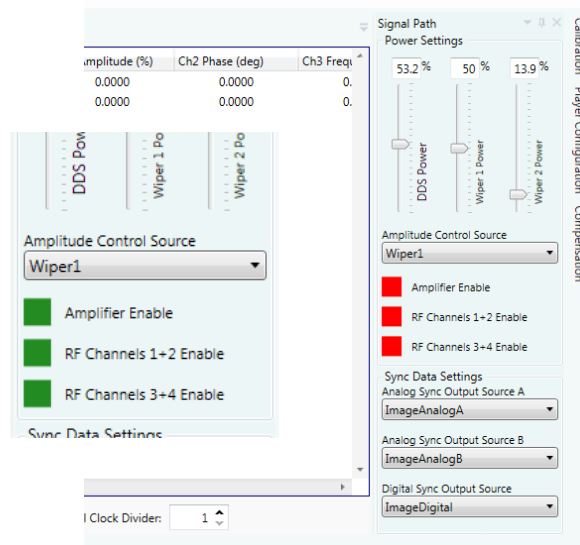 Signal Path
Power Settings
Amplitude (%) Ch2 Phase (deg) Ch3 Frequ
0.0000 0.0000 0.
0.0000 0.0000 0.
53.2 % 50 % 13.9 %
DDS Power
Wiper 1 Power
Wiper 2 Power
Amplitude Control Source
Wiper1
Amplifier Enable
RF Channels 1+2 Enable
RF Channels 3+4 Enable
Sync Data Settings
Analog Sync Output Source A
ImageAnalogA
Analog Sync Output Source B
ImageAnalogB
Digital Sync Output Source
ImageDigital
Calibration Player Configuration Compensation
DDS Pow
Wiper 1 Po
Wiper 2 Po
Amplitude Control Source
Wiper1
Amplifier Enable
RF Channels 1+2 Enable
RF Channels 3+4 Enable
Sync Data Settings
l Clock Divider: 1